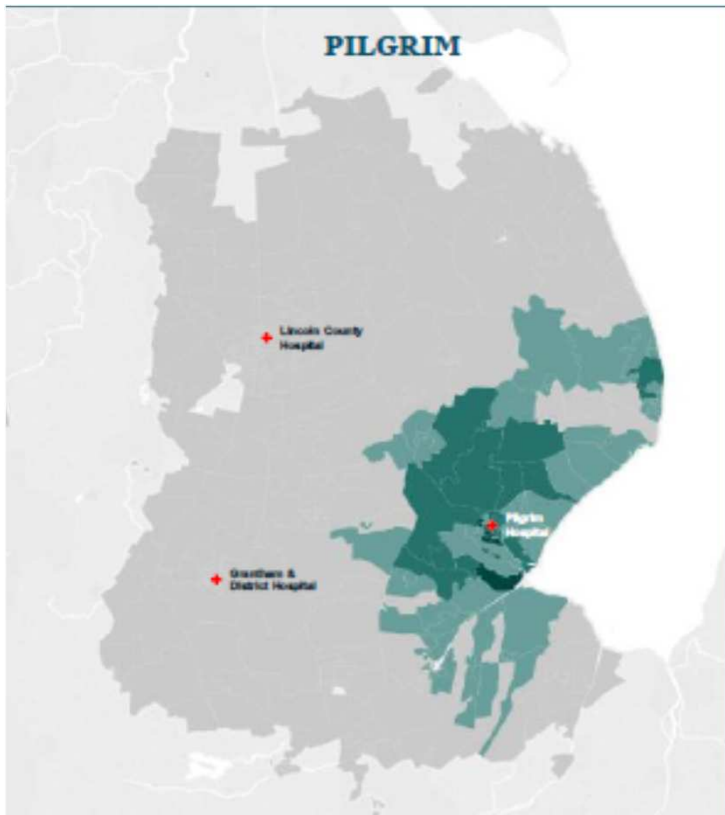 PILGRIM
Lincoln County
Hospital
Pilgrim
Hospital
Grantham &
District Hospital